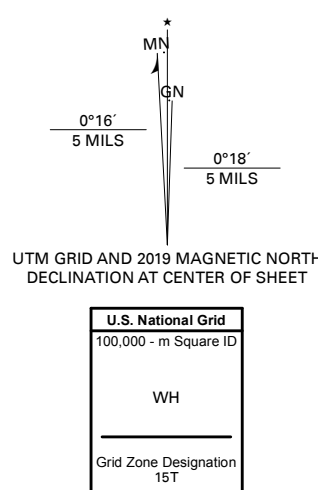 ★
MN
GN
0°16´
5 MILS
0°18´
5 MILS
UTM GRID AND 2019 MAGNETIC NORTH
DECLINATION AT CENTER OF SHEET
U.S. National Grid
100,000 - m Square ID
WH
Grid Zone Designation
15T